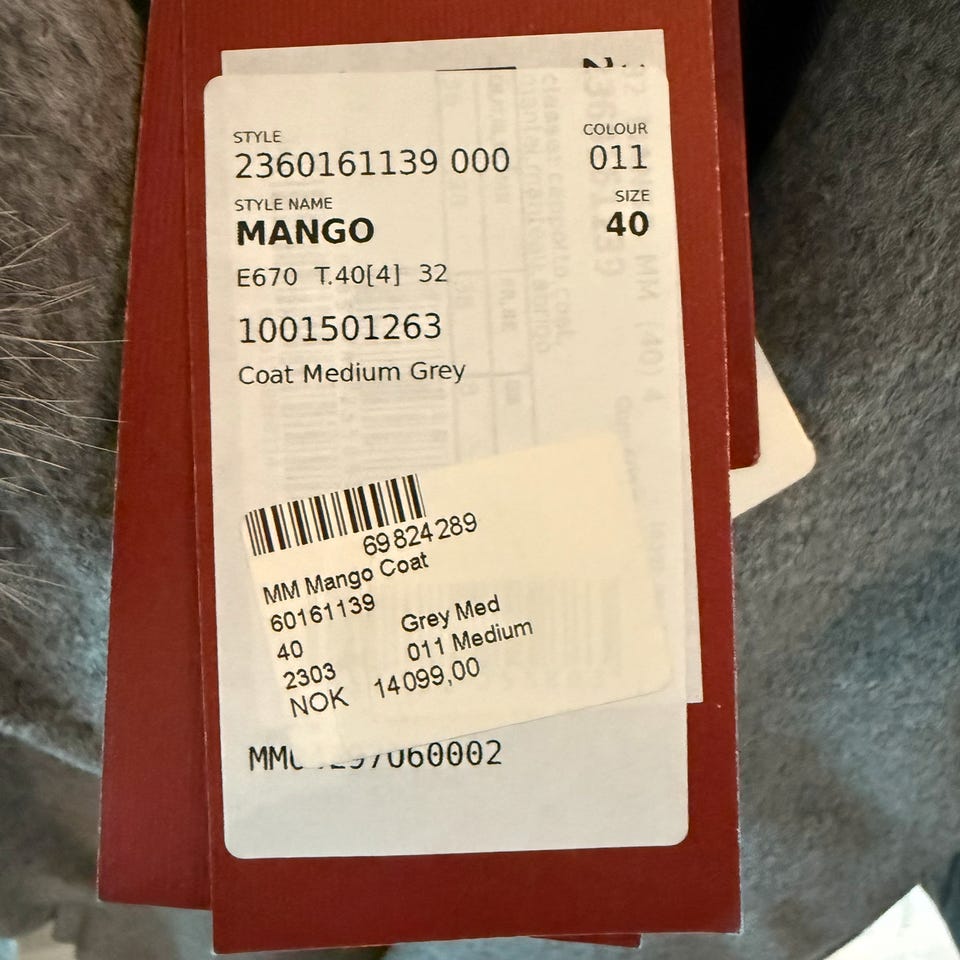 STYLE COLOUR
2360161139 000 011
STYLE NAME SIZE
MANGO 40
E670 T.40[4] 32
1001501263
Coat Medium Grey
69824289
MM Mango Coat
60161139
40 Grey Med
2303 011 Medium
NOK 14099,00
7060002